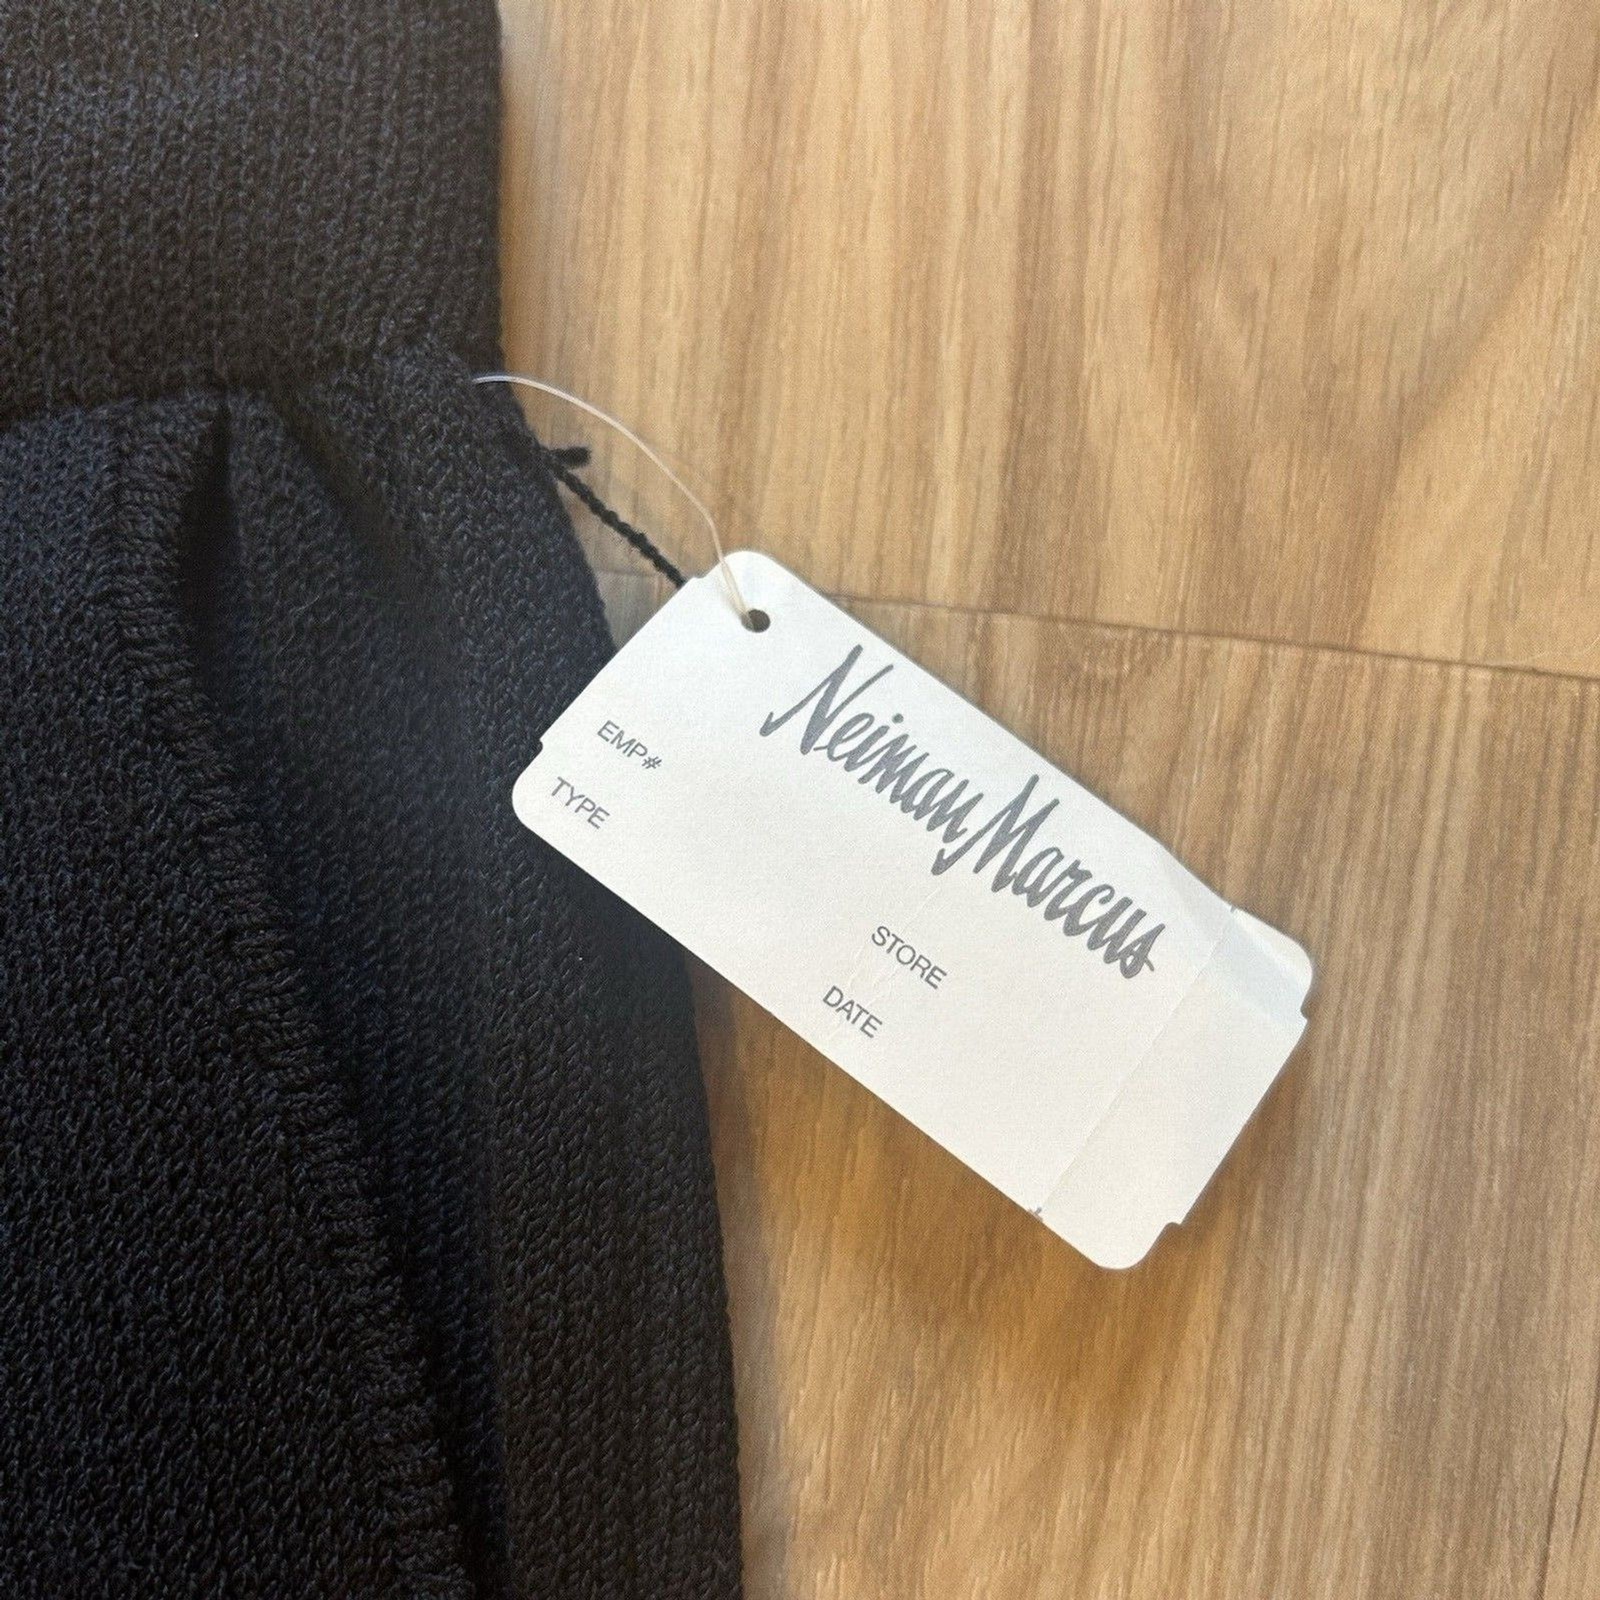 Neiman Marcus
EMP#
TYPE
STORE
DATE